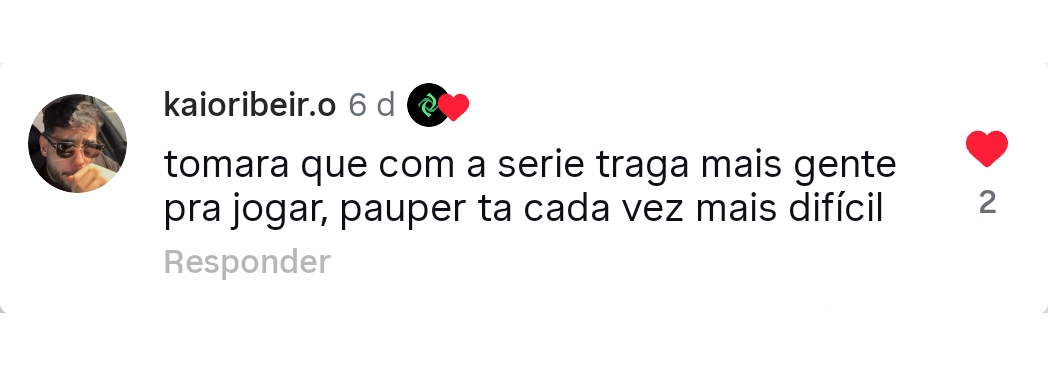 kaioribeir.o 6 d
tomara que com a serie traga mais gente
pra jogar, pauper ta cada vez mais difícil
2
Responder